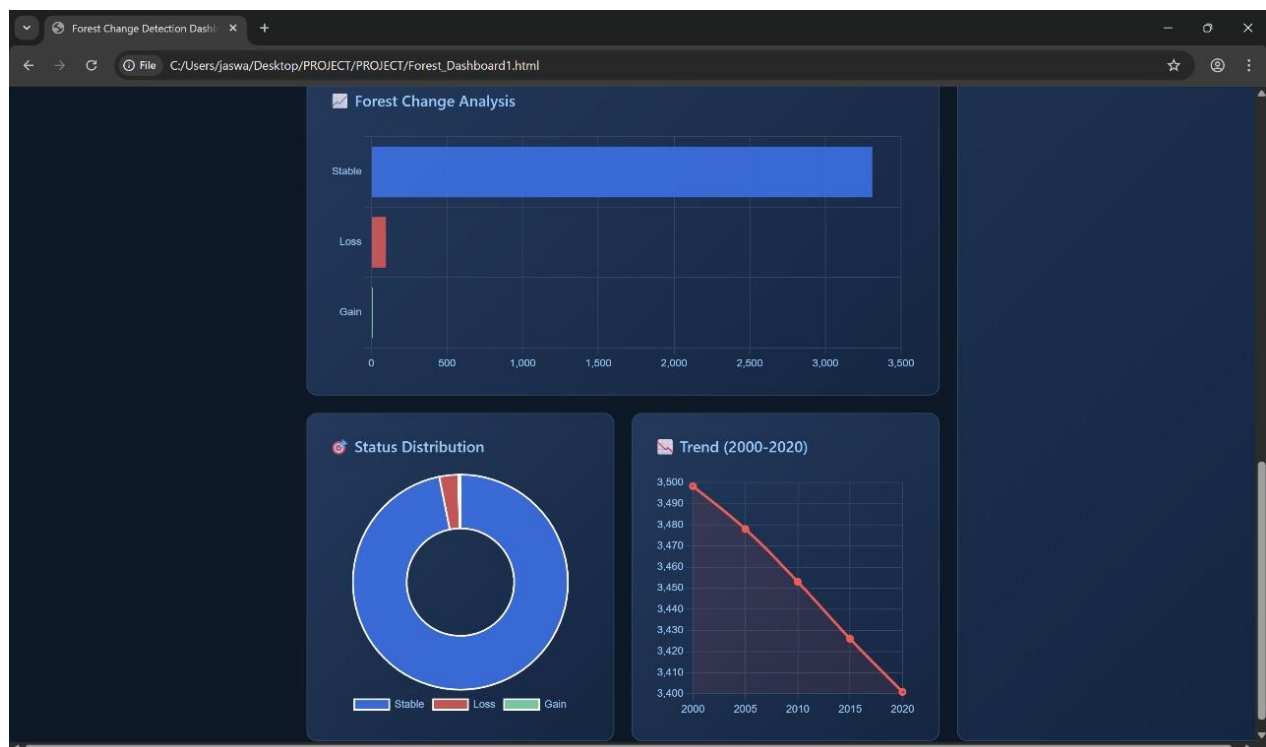 Forest Change Detection Dashb
File C:/Users/jaswa/Desktop/PROJECT/PROJECT/Forest_Dashboard1.html
Forest Change Analysis
Stable
Loss
Gain
0 500 1,000 1,500 2,000 2,500 3,000 3,500
Status Distribution
Stable Loss Gain
Trend (2000-2020)
3,500
3,490
3,480
3,470
3,460
3,450
3,440
3,430
3,420
3,410
3,400
2000 2005 2010 2015 2020